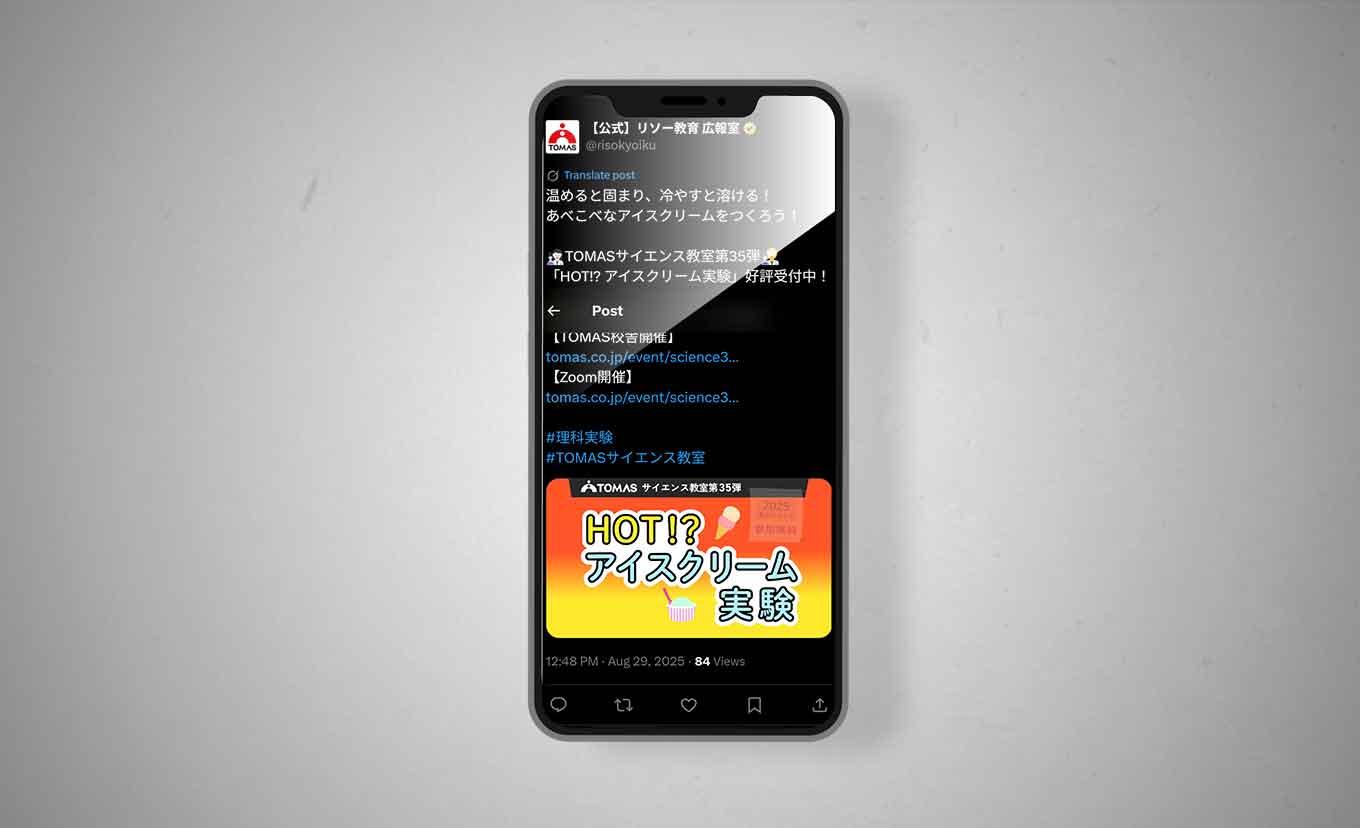 【公式】リソー教育 広報室
TOMAS
@risokyoiku
Translate post
温めると固まり、冷やすと溶ける！
あべこべなアイスクリームをつくろう！
TOMASサイエンス教室第35弾
「HOT!? アイスクリーム実験」好評受付中！
Post
【TOMAS校舎開催】
tomas.co.jp/event/science3...
【Zoom開催】
tomas.co.jp/event/science3...
#理科実験
#TOMASサイエンス教室
TOMAS サイエンス教室第35弾
2025
参加無料
HOT!?
アイスクリーム
実験
12:48 PM · Aug 29, 2025 · 84 Views